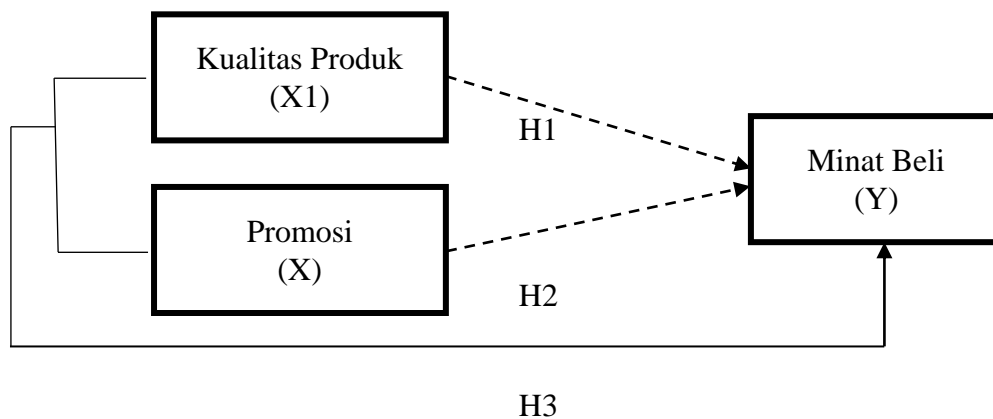 Kualitas Produk
(X1)
H1
Minat Beli
(Y)
Promosi
(X)
H2
H3